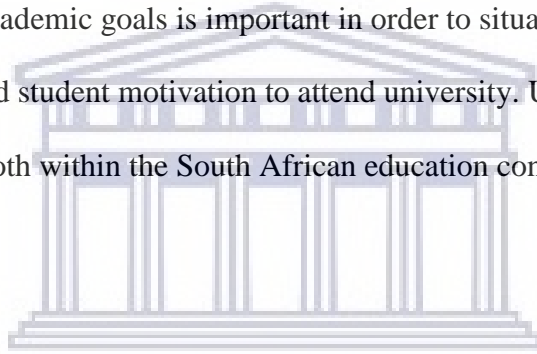 ademic goals is important in order to situa
d student motivation to attend university. U
oth within the South African education con